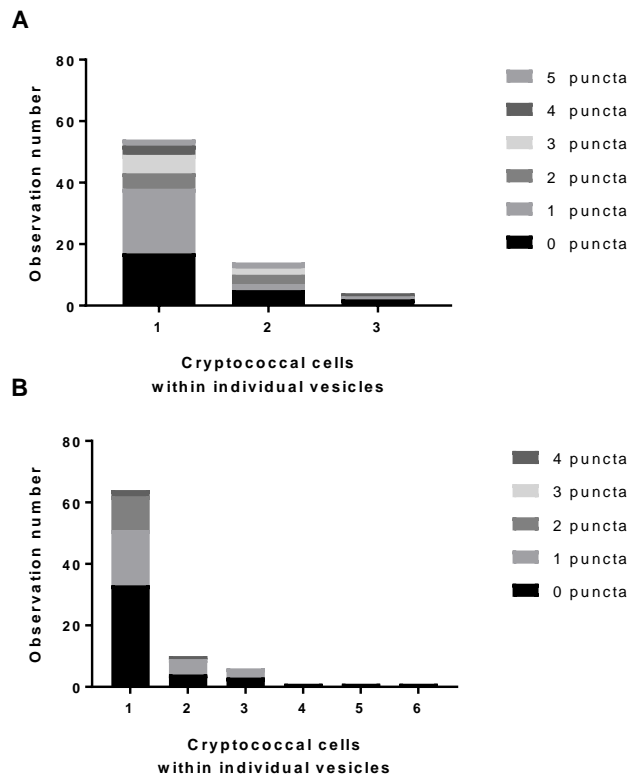 A
80
60
40
20
0
Observation number
1 2 3
Cryptococcal cells
within individual vesicles
5 puncta
4 puncta
3 puncta
2 puncta
1 puncta
0 puncta
B
80
60
40
20
0
Observation number
1 2 3 4 5 6
Cryptococcal cells
within individual vesicles
4 puncta
3 puncta
2 puncta
1 puncta
0 puncta